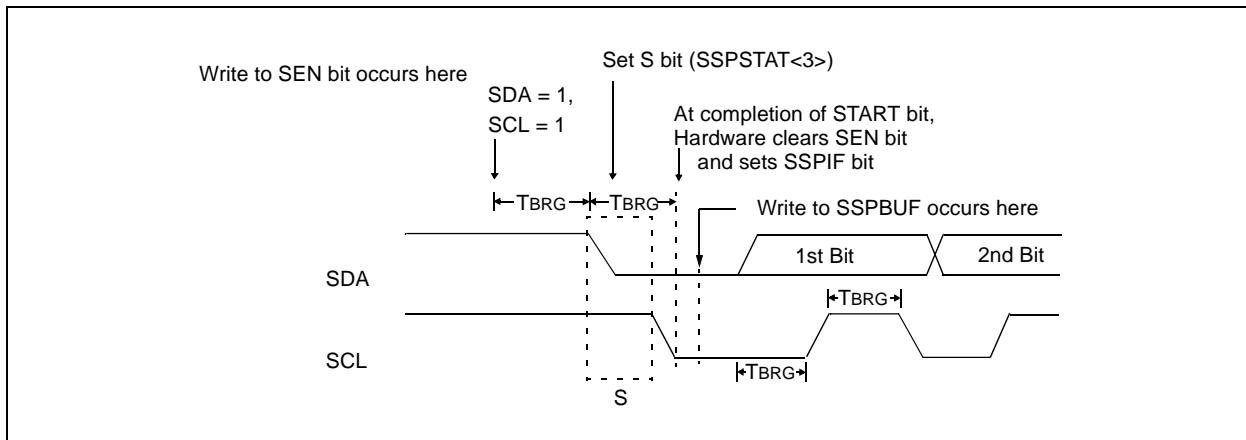 Write to SEN bit occurs here
Set S bit (SSPSTAT<3>)
SDA = 1,
SCL = 1
At completion of START bit,
Hardware clears SEN bit
and sets SSPIF bit
TBRG
TBRG
Write to SSPBUF occurs here
SDA
1st Bit
2nd Bit
TBRG
SCL
TBRG
S